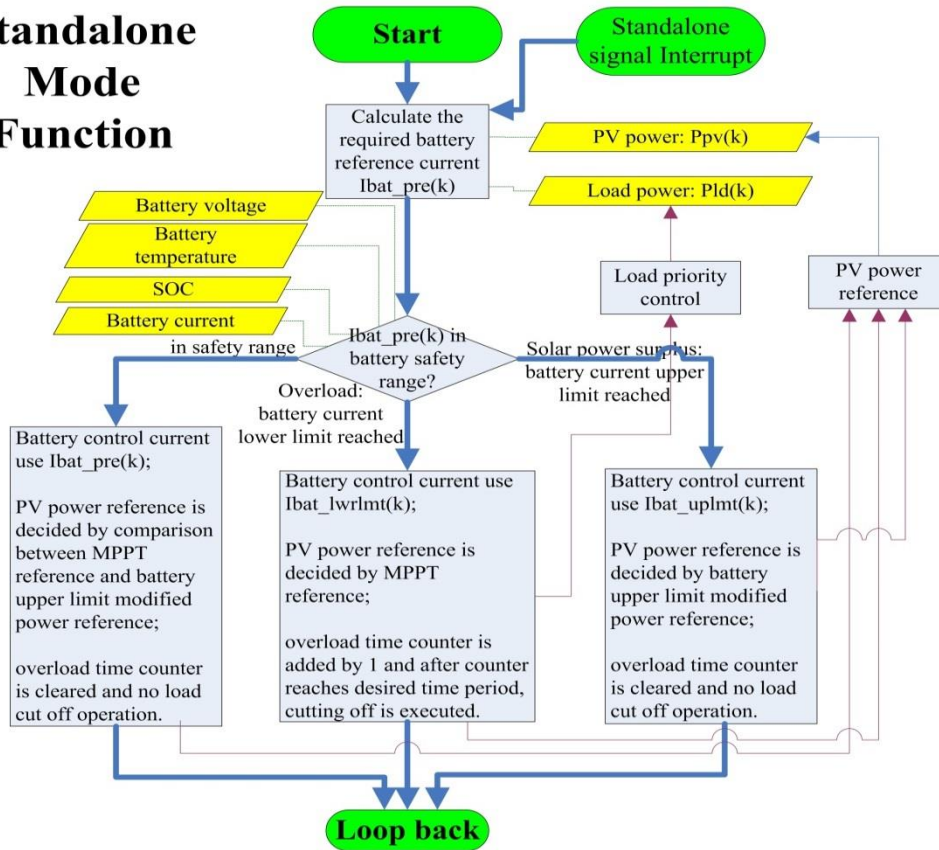 tandalone
Mode
Function
Start
Standalone
signal Interrupt
Calculate the
required battery
reference current
Ibat_pre(k)
PV power: Ppv(k)
Load power: Pld(k)
Battery voltage
Battery
temperature
SOC
Battery current
Load priority
control
PV power
reference
Ibat_pre(k) in
battery safety
range?
in safety range
Overload:
battery current
lower limit reached
Solar power surplus:
battery current upper
limit reached
Battery control current
use Ibat_pre(k);
PV power reference is
decided by comparison
between MPPT
reference and battery
upper limit modified
power reference;
overload time counter
is cleared and no load
cut off operation.
Battery control current use
Ibat_lwrlmt(k);
PV power reference is
decided by MPPT
reference;
overload time counter is
added by 1 and after counter
reaches desired time period,
cutting off is executed.
Battery control current
use Ibat_uplmt(k);
PV power reference is
decided by battery
upper limit modified
power reference;
overload time counter
is cleared and no load
cut off operation.
Loop back